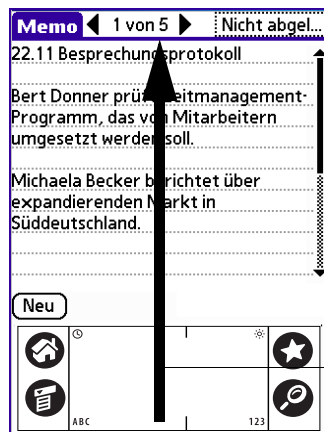 Memo 1 von 5 Nicht abgel...
22.11 Besprechungsprotokoll
Bert Donner prüft Zeitmanagement-
Programm, das von Mitarbeitern
umgesetzt werden soll.
Michaela Becker berichtet über
expandierenden Markt in
Süddeutschland.
Neu
ABC 123